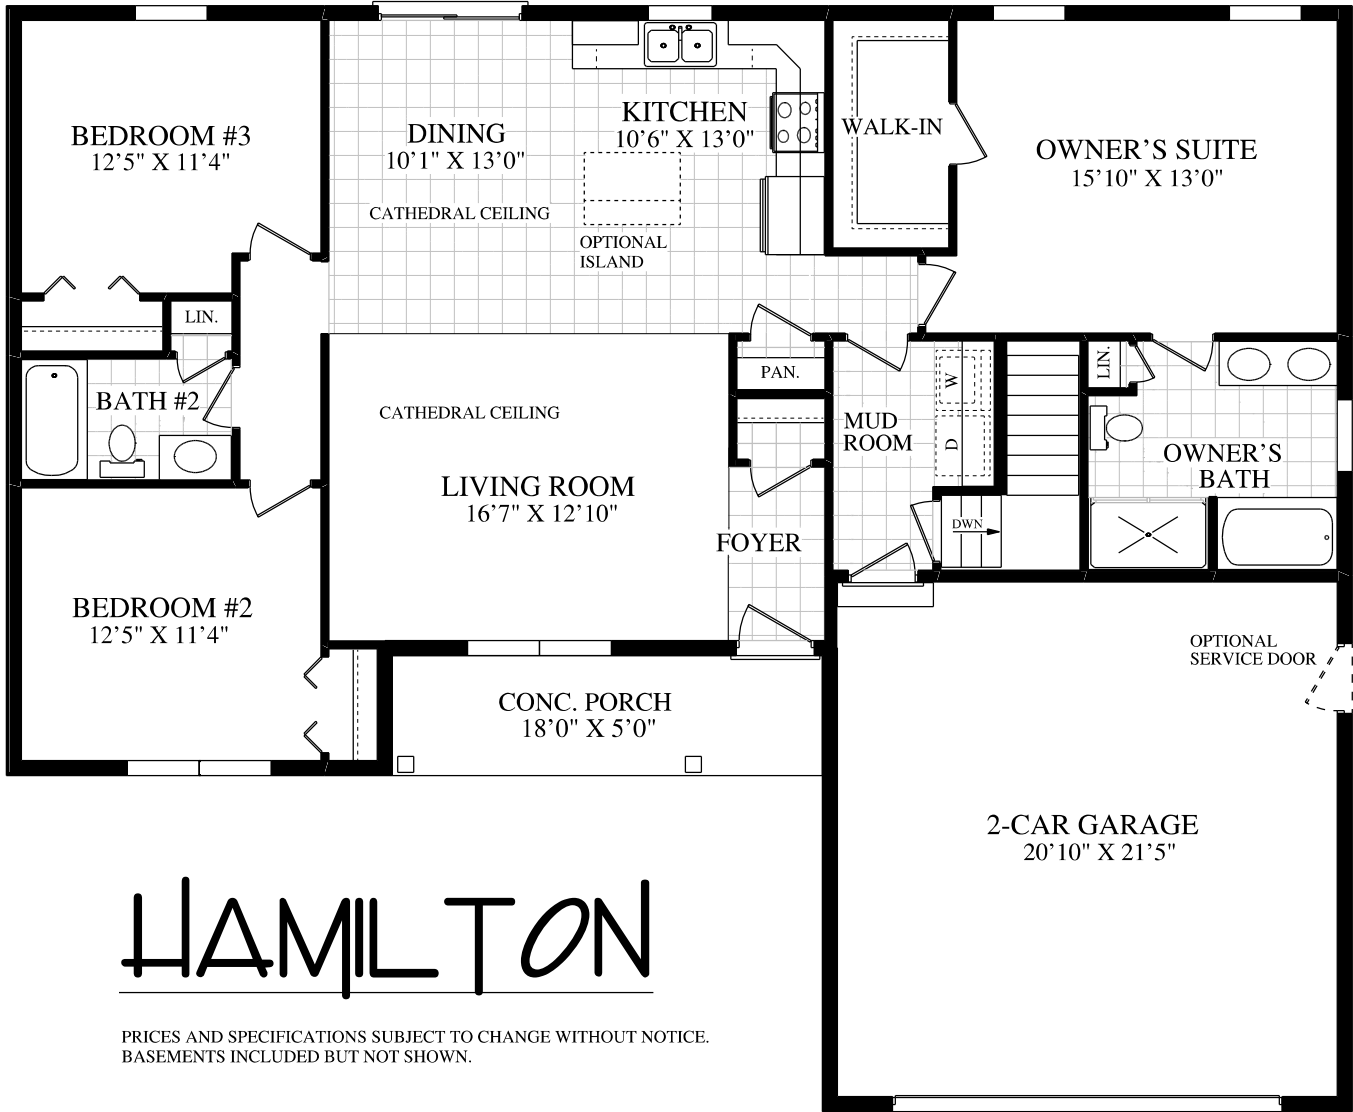 BEDROOM #3
12'5" X 11'4"
DINING
10'1" X 13'0"
CATHEDRAL CEILING
KITCHEN
10'6" X 13'0"
OPTIONAL
ISLAND
WALK-IN
OWNER'S SUITE
15'10" X 13'0"
LIN.
BATH #2
CATHEDRAL CEILING
LIVING ROOM
16'7" X 12'10"
PAN.
FOYER
MUD
ROOM
W
D
DWN
LIN.
OWNER'S
BATH
BEDROOM #2
12'5" X 11'4"
CONC. PORCH
18'0" X 5'0"
OPTIONAL
SERVICE DOOR
2-CAR GARAGE
20'10" X 21'5"
HAMILTON
PRICES AND SPECIFICATIONS SUBJECT TO CHANGE WITHOUT NOTICE.
BASEMENTS INCLUDED BUT NOT SHOWN.